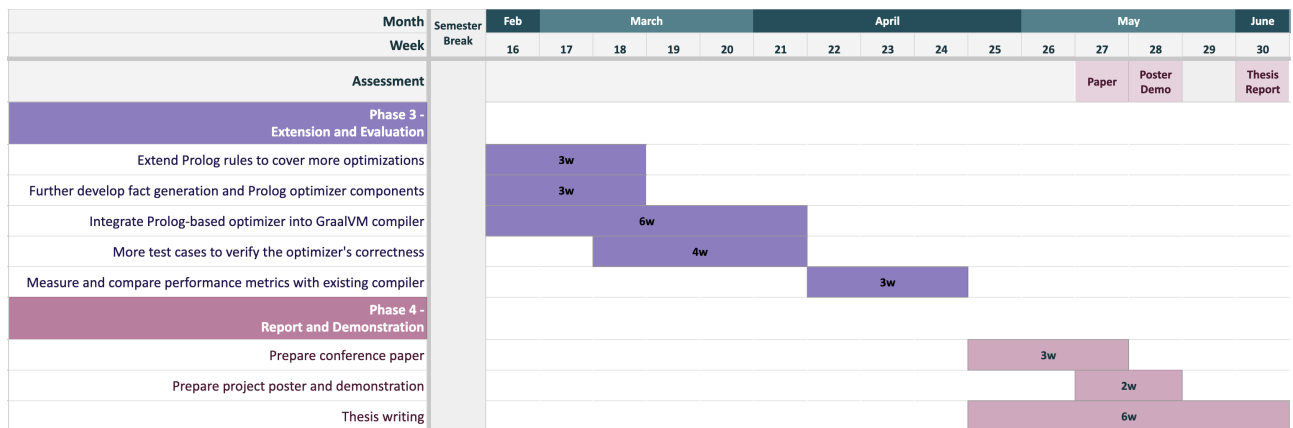 Month
Semester
Break
Feb March April May June
Week
16 17 18 19 20 21 22 23 24 25 26 27 28 29 30
Assessment
Paper
Poster
Demo
Thesis
Report
Phase 3 -
Extension and Evaluation
Extend Prolog rules to cover more optimizations
3w
Further develop fact generation and Prolog optimizer components
3w
Integrate Prolog-based optimizer into GraalVM compiler
6w
More test cases to verify the optimizer's correctness
4w
Measure and compare performance metrics with existing compiler
3w
Phase 4 -
Report and Demonstration
Prepare conference paper
3w
Prepare project poster and demonstration
2w
Thesis writing
6w